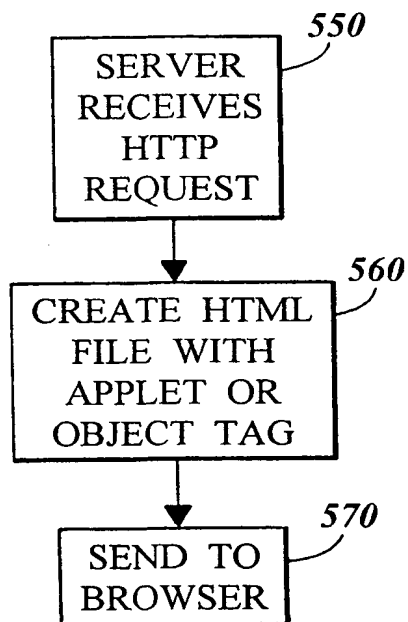 550
SERVER
RECEIVES
HTTP
REQUEST
560
CREATE HTML
FILE WITH
APPLET OR
OBJECT TAG
570
SEND TO
BROWSER